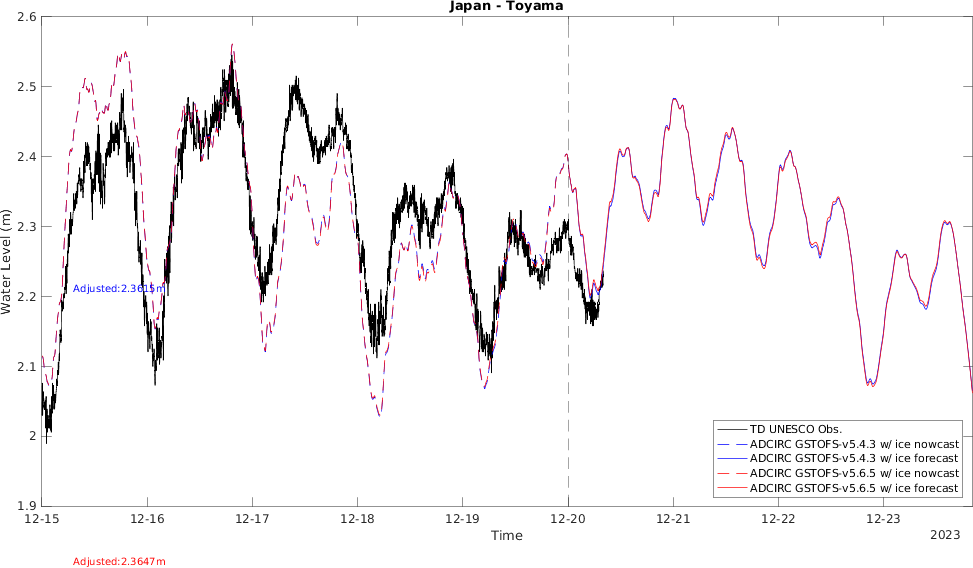 Japan - Toyama
2.6
2.5
2.4
2.3
2.2
2.1
2
1.9
Water Level (m)
Adjusted:2.3615m
TD UNESCO Obs.
ADCIRC GSTOFS-v5.4.3 w/ ice nowcast
ADCIRC GSTOFS-v5.4.3 w/ ice forecast
ADCIRC GSTOFS-v5.6.5 w/ ice nowcast
ADCIRC GSTOFS-v5.6.5 w/ ice forecast
12-15 12-16 12-17 12-18 12-19 12-20 12-21 12-22 12-23
Time
2023
Adjusted:2.3647m